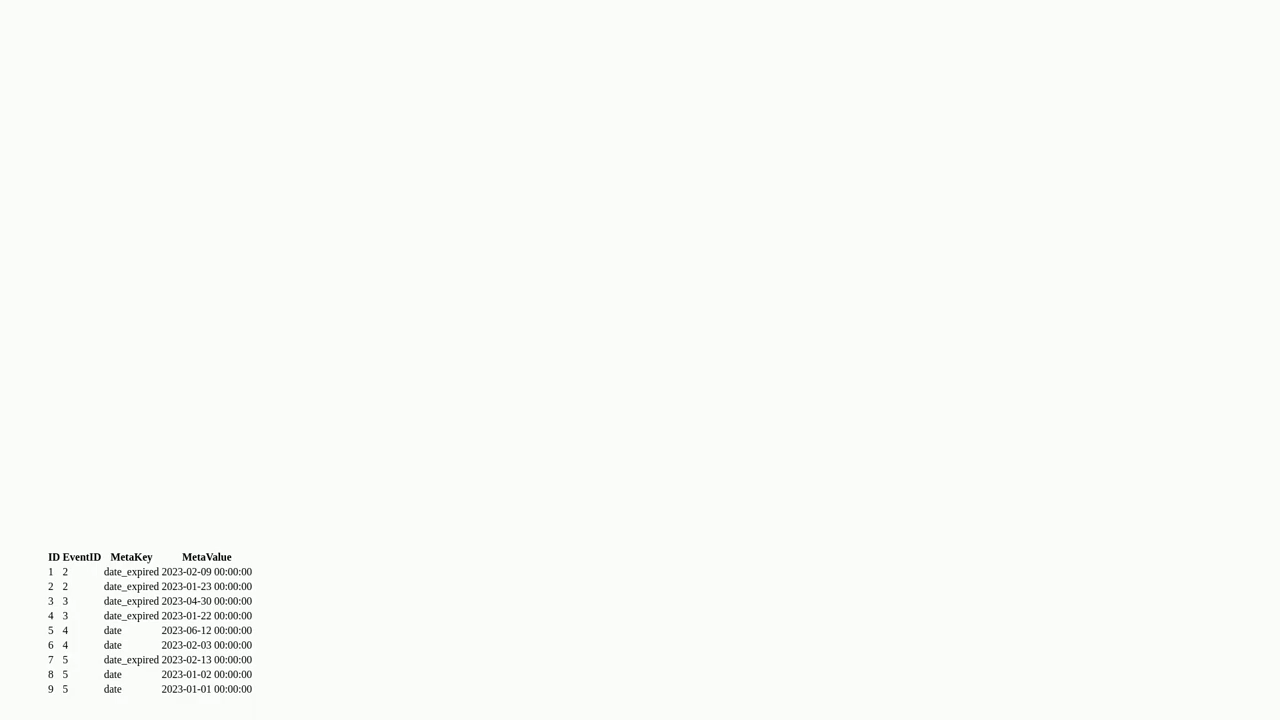 ID EventID MetaKey MetaValue
1 2 date_expired 2023-02-09 00:00:00
2 2 date_expired 2023-01-23 00:00:00
3 3 date_expired 2023-04-30 00:00:00
4 3 date_expired 2023-01-22 00:00:00
5 4 date 2023-06-12 00:00:00
6 4 date 2023-02-03 00:00:00
7 5 date_expired 2023-02-13 00:00:00
8 5 date 2023-01-02 00:00:00
9 5 date 2023-01-01 00:00:00